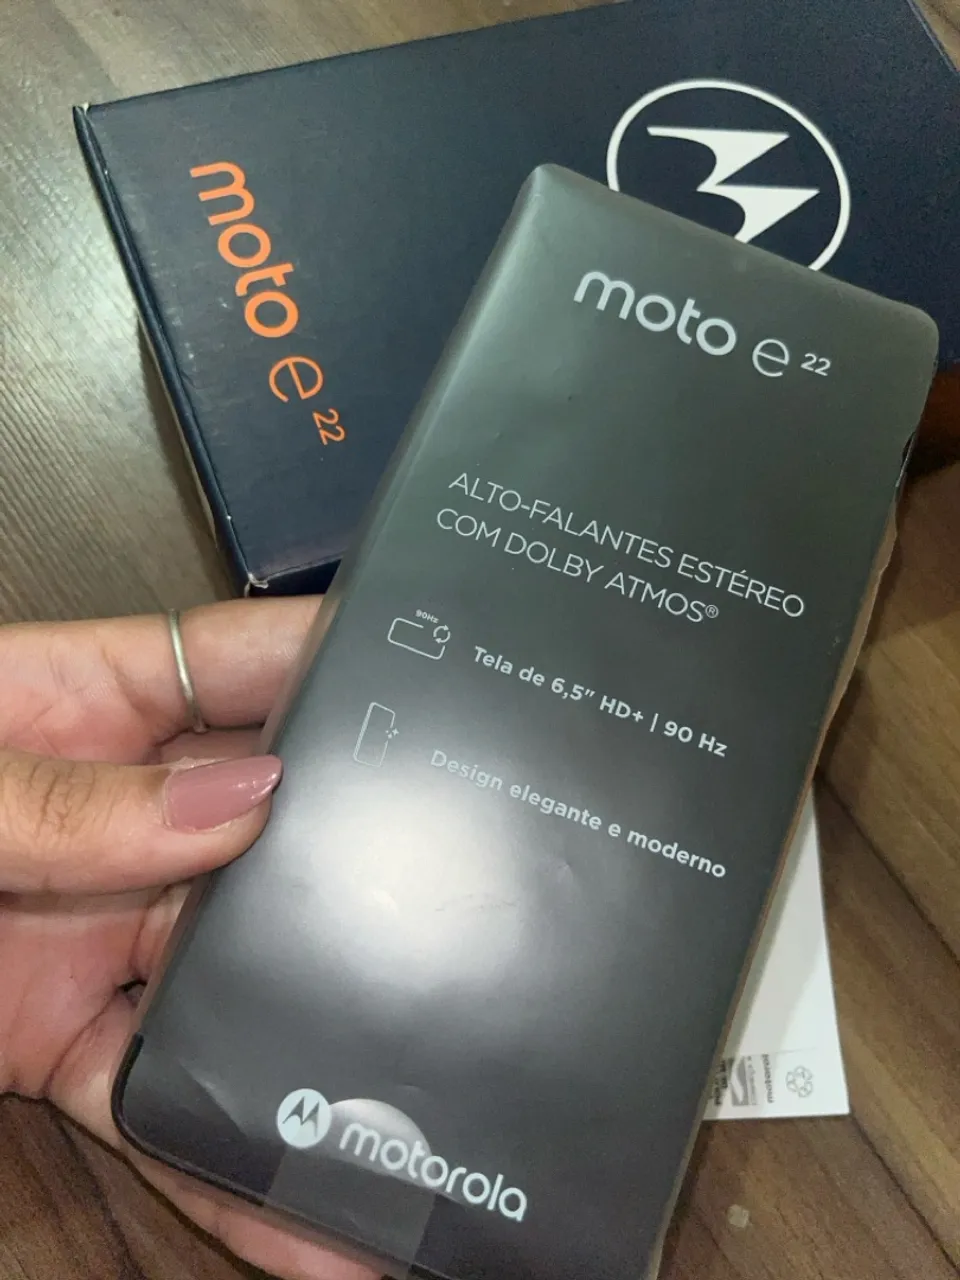 moto e 22
moto e 22
ALTO-FALANTES ESTÉREO
COM DOLBY ATMOS®
90Hz
Tela de 6,5" HD+ | 90 Hz
Design elegante e moderno
motorola